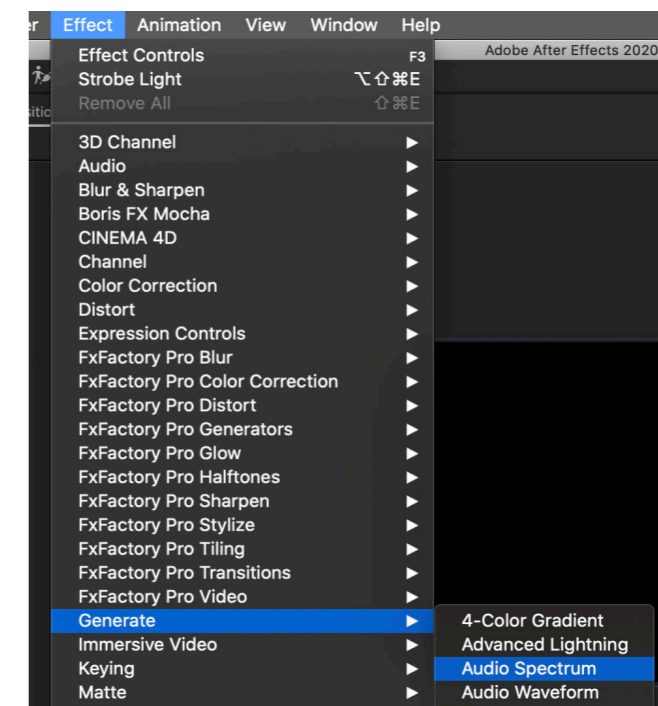 Effect Animation View Window Help
Adobe After Effects 2020
Effect Controls F3
Strobe Light ⌥⇧⌘E
Remove All ⇧⌘E
3D Channel ▶
Audio ▶
Blur & Sharpen ▶
Boris FX Mocha ▶
CINEMA 4D ▶
Channel ▶
Color Correction ▶
Distort ▶
Expression Controls ▶
FxFactory Pro Blur ▶
FxFactory Pro Color Correction ▶
FxFactory Pro Distort ▶
FxFactory Pro Generators ▶
FxFactory Pro Glow ▶
FxFactory Pro Halftones ▶
FxFactory Pro Sharpen ▶
FxFactory Pro Stylize ▶
FxFactory Pro Tiling ▶
FxFactory Pro Transitions ▶
FxFactory Pro Video ▶
Generate ▶ 4-Color Gradient
Immersive Video ▶ Advanced Lightning
Keying ▶ Audio Spectrum
Matte ▶ Audio Waveform